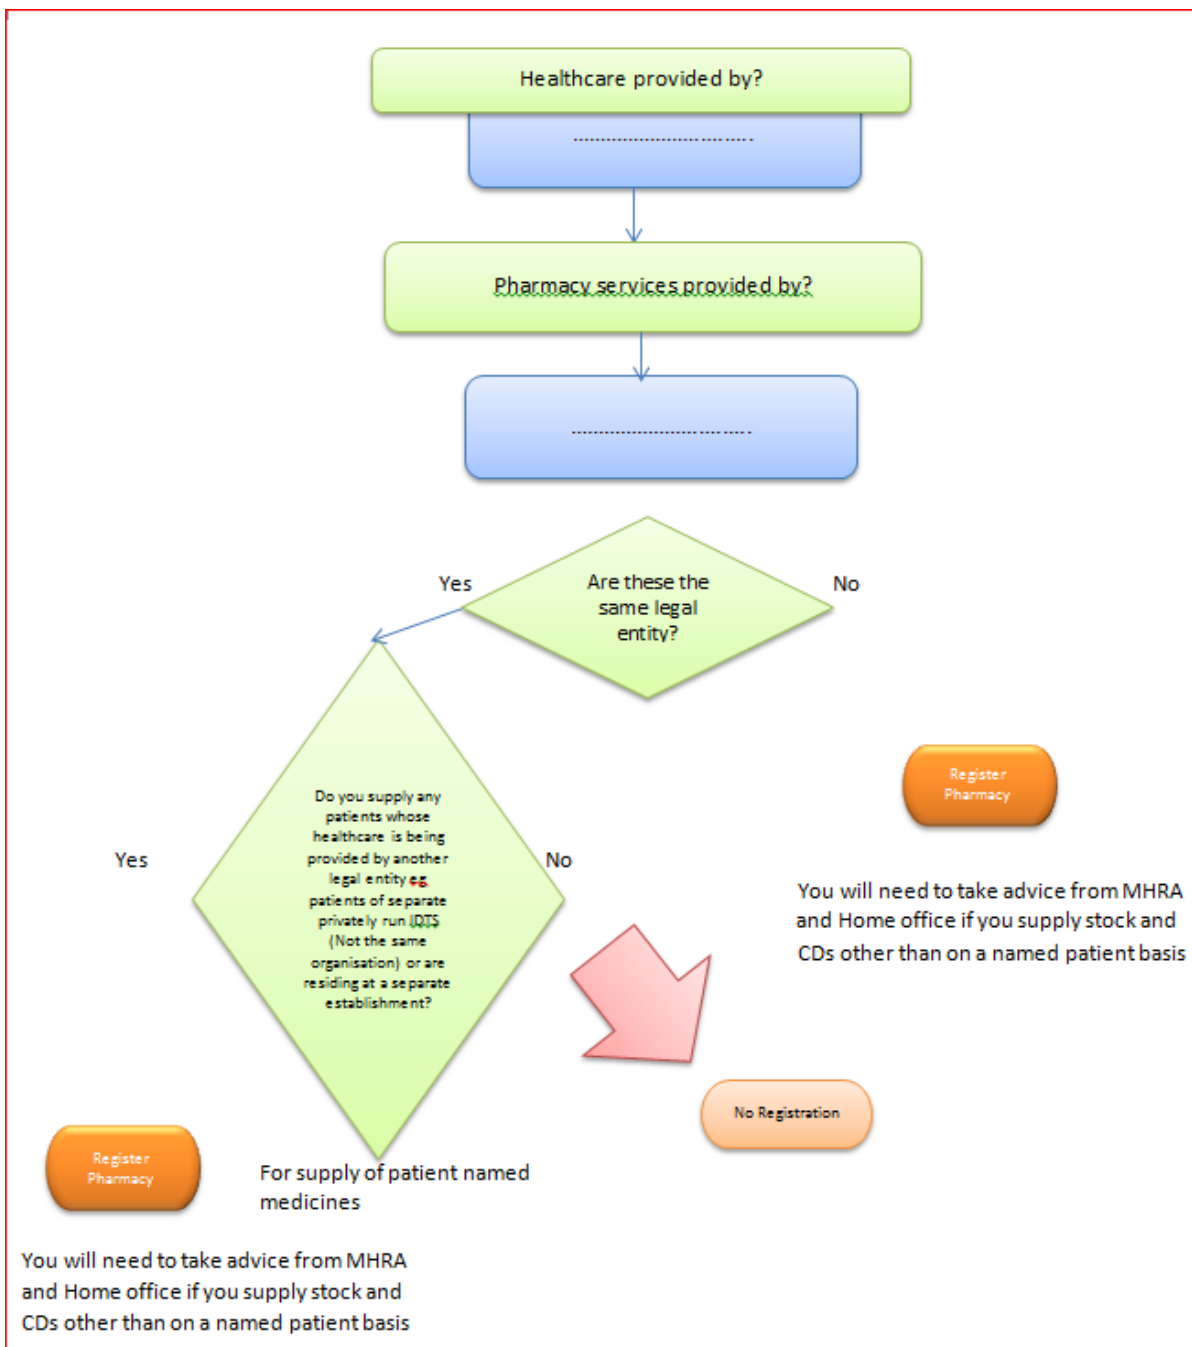 Healthcare provided by?
.................................
Pharmacy services provided by?
.................................
Yes
Are these the
same legal
entity?
No
Register
Pharmacy
You will need to take advice from MHRA
and Home office if you supply stock and
CDs other than on a named patient basis
Yes
Do you supply any
patients whose
healthcare is being
provided by another
legal entity eg
patients of separate
privately run IDTS
(Not the same
organisation) or are
residing at a separate
establishment?
No
No Registration
Register
Pharmacy
For supply of patient named
medicines
You will need to take advice from MHRA
and Home office if you supply stock and
CDs other than on a named patient basis